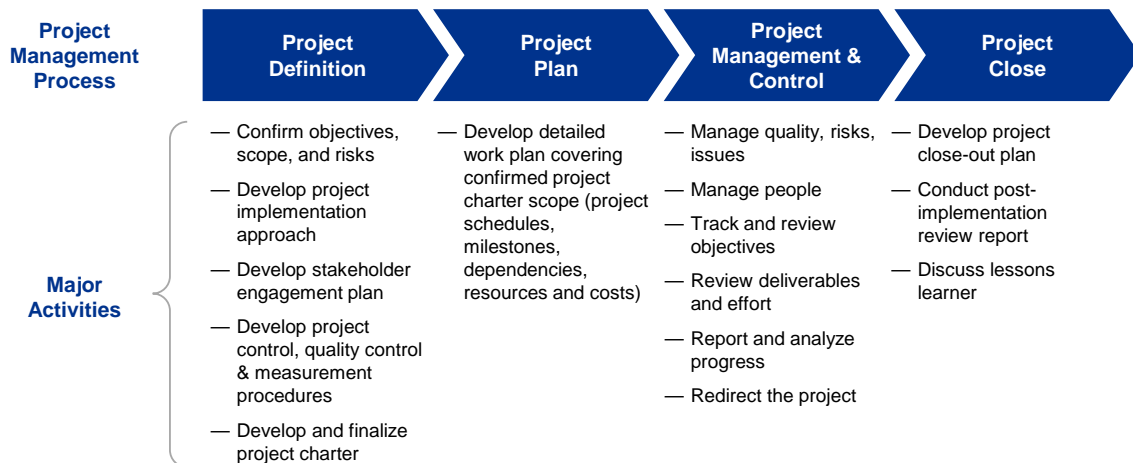 Project
Management
Process
Project
Definition
Project
Plan
Project
Management &
Control
Project
Close
Major
Activities
— Confirm objectives,
scope, and risks
— Develop project
implementation
approach
— Develop stakeholder
engagement plan
— Develop project
control, quality control
& measurement
procedures
— Develop and finalize
project charter
— Develop detailed
work plan covering
confirmed project
charter scope (project
schedules,
milestones,
dependencies,
resources and costs)
— Manage quality, risks,
issues
— Manage people
— Track and review
objectives
— Review deliverables
and effort
— Report and analyze
progress
— Redirect the project
— Develop project
close-out plan
— Conduct post-
implementation
review report
— Discuss lessons
learner